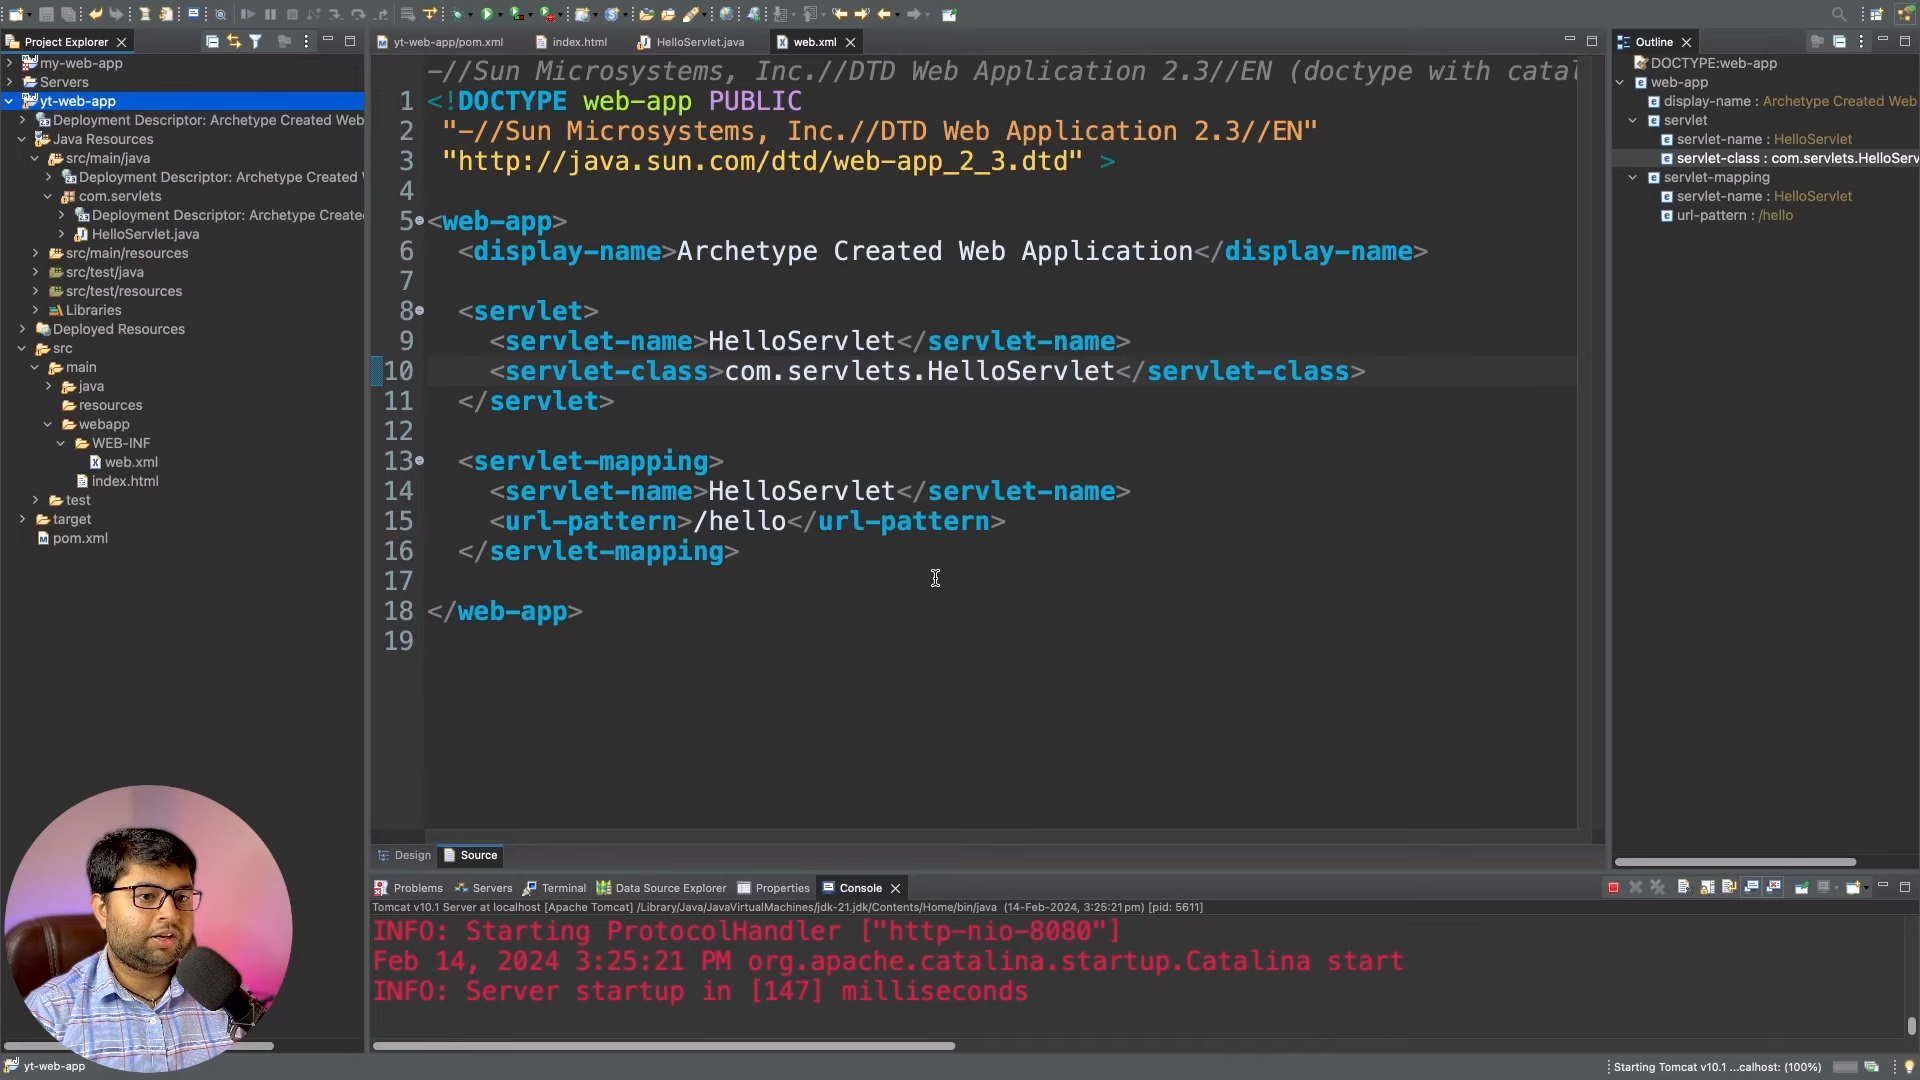 Project Explorer
my-web-app
Servers
yt-web-app
Deployment Descriptor: Archetype Created Web
Java Resources
src/main/java
Deployment Descriptor: Archetype Created
com.servlets
Deployment Descriptor: Archetype Create
HelloServlet.java
src/main/resources
src/test/java
src/test/resources
Libraries
Deployed Resources
src
main
java
resources
webapp
WEB-INF
web.xml
index.html
test
target
pom.xml
yt-web-app/pom.xml
index.html
HelloServlet.java
web.xml
-//Sun Microsystems, Inc.//DTD Web Application 2.3//EN (doctype with catal
1 <!DOCTYPE web-app PUBLIC
2 "-//Sun Microsystems, Inc.//DTD Web Application 2.3//EN"
3 "http://java.sun.com/dtd/web-app_2_3.dtd" >
4
5 <web-app>
6 <display-name>Archetype Created Web Application</display-name>
7
8 <servlet>
9 <servlet-name>HelloServlet</servlet-name>
10 <servlet-class>com.servlets.HelloServlet</servlet-class>
11 </servlet>
12
13 <servlet-mapping>
14 <servlet-name>HelloServlet</servlet-name>
15 <url-pattern>/hello</url-pattern>
16 </servlet-mapping>
17
18 </web-app>
19
Design
Source
Outline
DOCTYPE:web-app
web-app
display-name : Archetype Created Web
servlet
servlet-name : HelloServlet
servlet-class : com.servlets.HelloServ
servlet-mapping
servlet-name : HelloServlet
url-pattern : /hello
Problems
Servers
Terminal
Data Source Explorer
Properties
Console
Tomcat v10.1 Server at localhost [Apache Tomcat] /Library/Java/JavaVirtualMachines/jdk-21.jdk/Contents/Home/bin/java (14-Feb-2024, 3:25:21 pm) [pid: 5611]
INFO: Starting ProtocolHandler ["http-nio-8080"]
Feb 14, 2024 3:25:21 PM org.apache.catalina.startup.Catalina start
INFO: Server startup in [147] milliseconds
yt-web-app
Starting Tomcat v10.1 ...calhost: (100%)